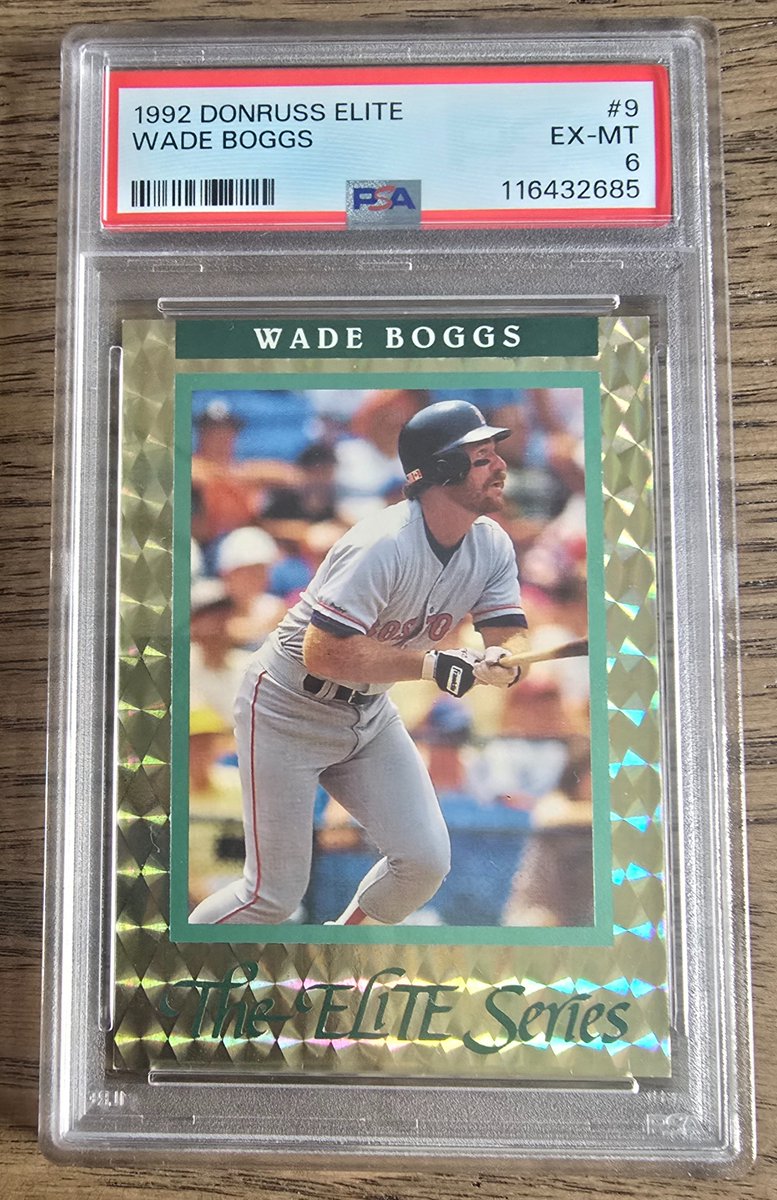 1992 DONRUSS ELITE
#9
WADE BOGGS
EX-MT
6
PSA
116432685
WADE BOGGS
BOSTON
The ELITE Series